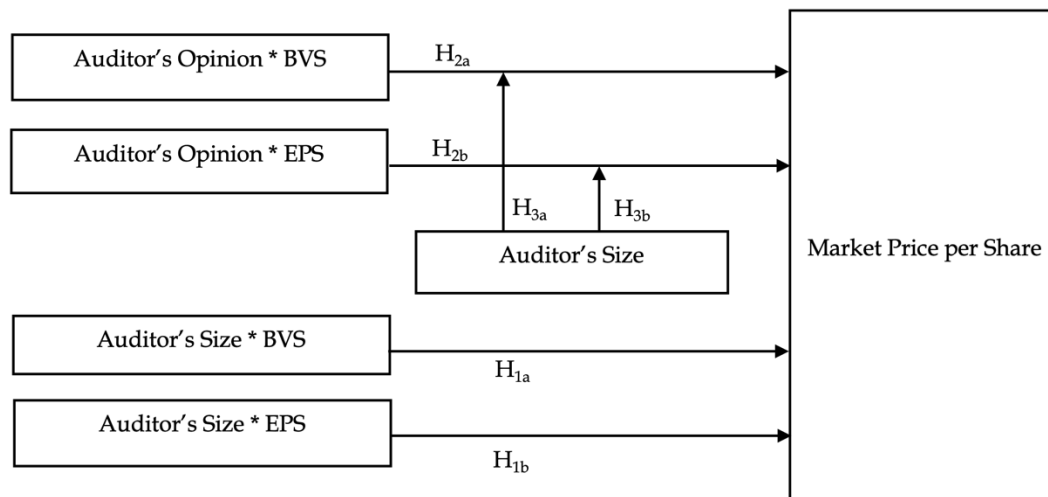 Auditor’s Opinion * BVS
H2a
Auditor’s Opinion * EPS
H2b
H3a
H3b
Auditor’s Size
Market Price per Share
Auditor’s Size * BVS
H1a
Auditor’s Size * EPS
H1b